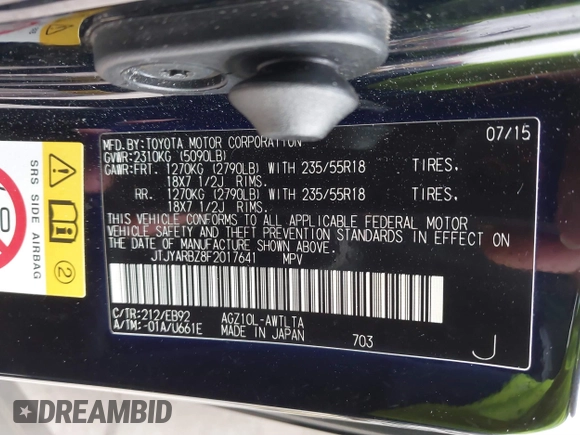 MFD.BY:TOYOTA MOTOR CORPORATION 07/15
GVWR:2310KG (5090LB)
GAWR:FRT. 1270KG (2790LB) WITH 235/55R18 TIRES,
18X7 1/2J RIMS.
RR. 1270KG (2790LB) WITH 235/55R18 TIRES,
18X7 1/2J RIMS.
THIS VEHICLE CONFORMS TO ALL APPLICABLE FEDERAL MOTOR
VEHICLE SAFETY AND THEFT PREVENTION STANDARDS IN EFFECT ON
THE DATE OF MANUFACTURE SHOWN ABOVE.
JTJYARBZ8F2017641 MPV
C/TR:212/EB92 AGZ10L-AWTLTA
A/TM:-01A/U661E MADE IN JAPAN 703 J
SRS SIDE AIRBAG
2
DREAMBID